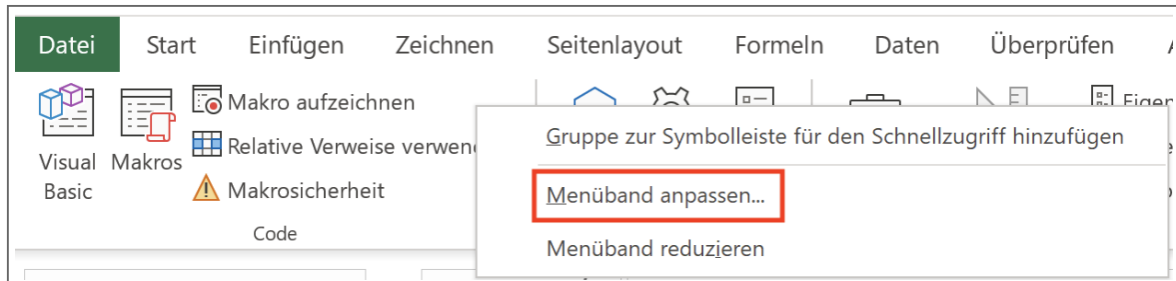 Datei Start Einfügen Zeichnen Seitenlayout Formeln Daten Überprüfen
Makro aufzeichnen
Gruppe zur Symbolleiste für den Schnellzugriff hinzufügen
Relative Verweise
Visual Makros
Basic
Makrosicherheit
Menüband anpassen...
Code
Menüband reduzieren